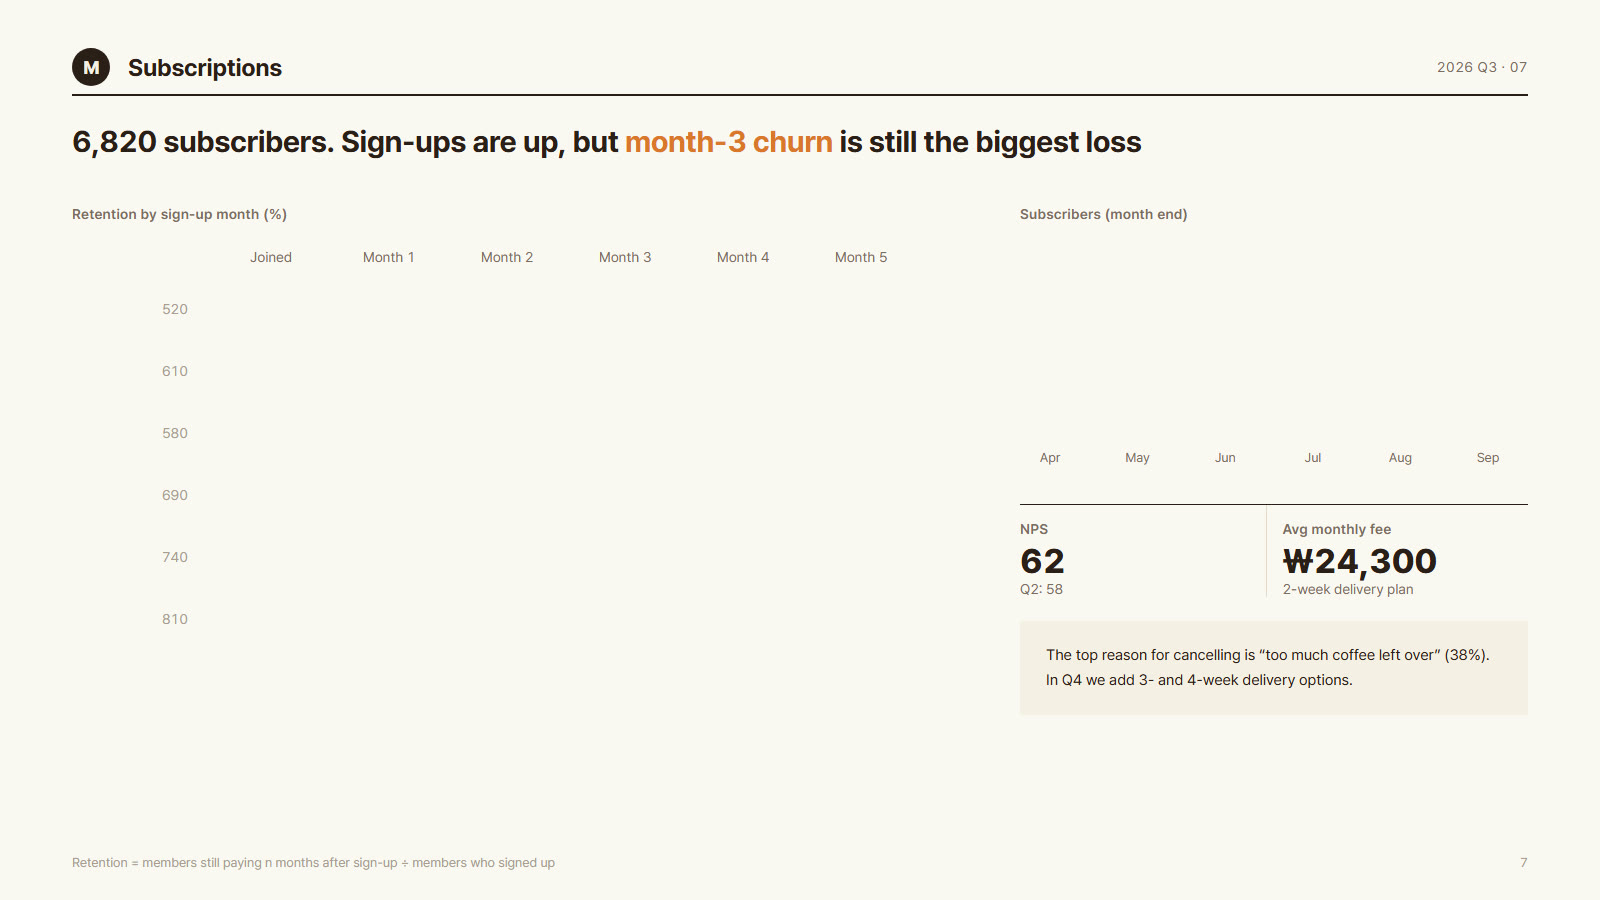 M
Subscriptions
2026 Q3 · 07
6,820 subscribers. Sign-ups are up, but month-3 churn is still the biggest loss
Retention by sign-up month (%)
Joined Month 1 Month 2 Month 3 Month 4 Month 5
520
610
580
690
740
810
Subscribers (month end)
Apr May Jun Jul Aug Sep
NPS
62
Q2: 58
Avg monthly fee
₩24,300
2-week delivery plan
The top reason for cancelling is “too much coffee left over” (38%).
In Q4 we add 3- and 4-week delivery options.
Retention = members still paying n months after sign-up ÷ members who signed up
7